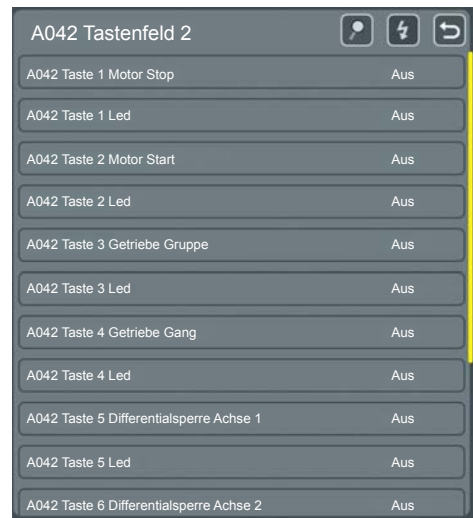 A042 Tastenfeld 2
A042 Taste 1 Motor Stop Aus
A042 Taste 1 Led Aus
A042 Taste 2 Motor Start Aus
A042 Taste 2 Led Aus
A042 Taste 3 Getriebe Gruppe Aus
A042 Taste 3 Led Aus
A042 Taste 4 Getriebe Gang Aus
A042 Taste 4 Led Aus
A042 Taste 5 Differentialsperre Achse 1 Aus
A042 Taste 5 Led Aus
A042 Taste 6 Differentialsperre Achse 2 Aus